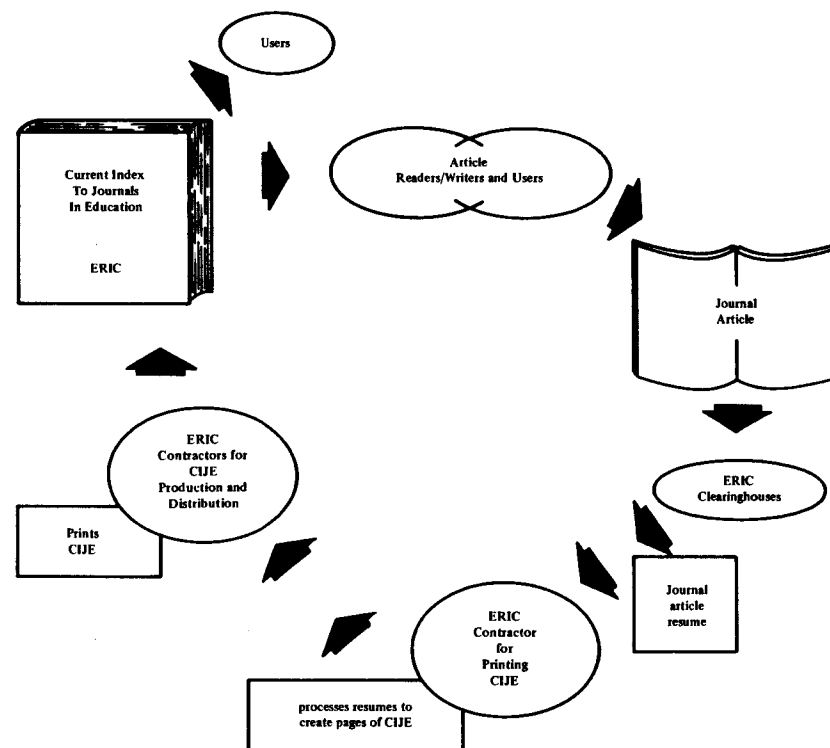 Users
Current Index
To Journals
In Education
ERIC
Article
Readers/Writers and Users
Journal
Article
ERIC
Clearinghouses
Journal
article
resume
ERIC
Contractor
for
Printing
CIJE
processes resumes to
create pages of CIJE
ERIC
Contractors for
CIJE
Production and
Distribution
Prints
CIJE